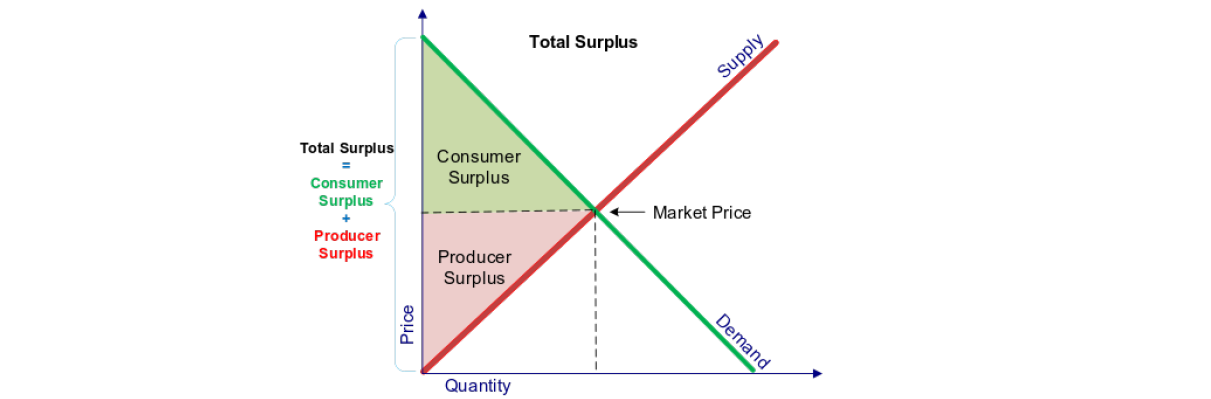 Total Surplus
Supply
Total Surplus
=
Consumer
Surplus
+
Producer
Surplus
Consumer
Surplus
Market Price
Producer
Surplus
Price
Demand
Quantity